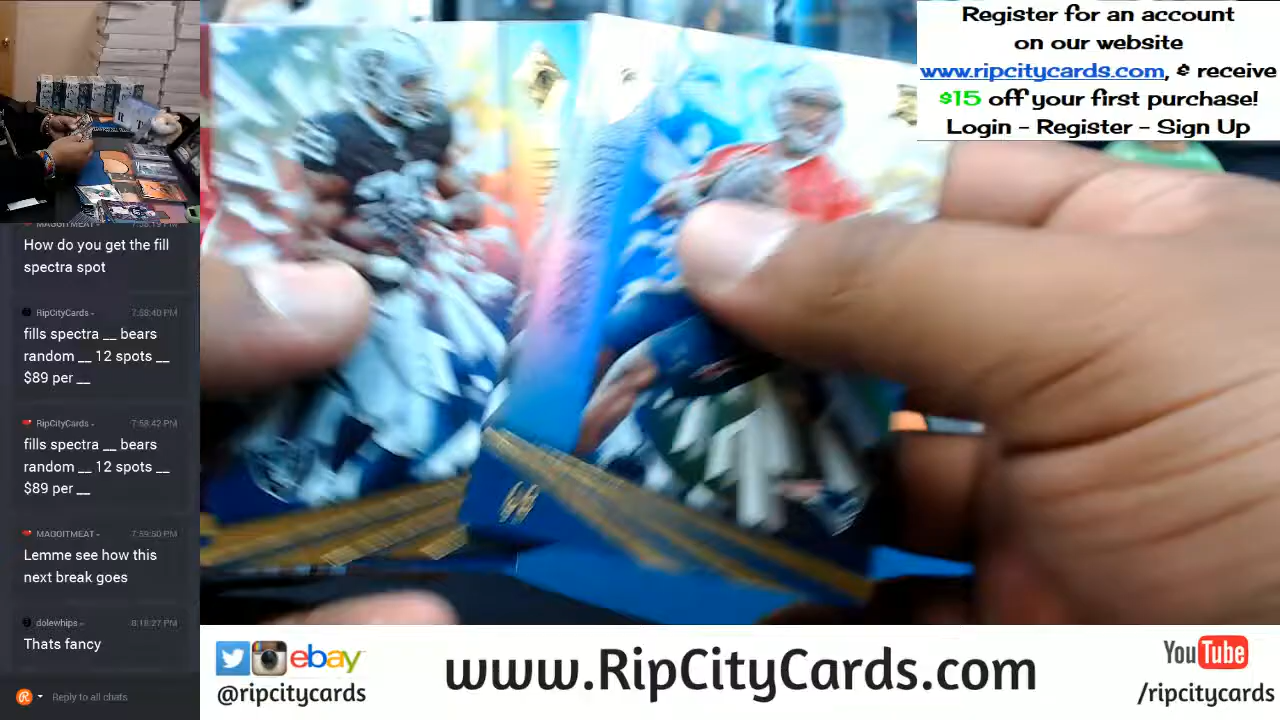 Register for an account
on our website
www.ripcitycards.com, & receive
$15 off your first purchase!
Login - Register - Sign Up
How do you get the fill
spectra spot
RipCityCards - 7:58:40 PM
fills spectra __ bears
random __ 12 spots __
$89 per __
RipCityCards - 7:58:42 PM
fills spectra __ bears
random __ 12 spots __
$89 per __
MAGGITMEAT - 7:59:50 PM
Lemme see how this
next break goes
dolewhips - 8:18:27 PM
Thats fancy
Reply to all chats
ebay
@ripcitycards
www.RipCityCards.com
YouTube
/ripcitycards